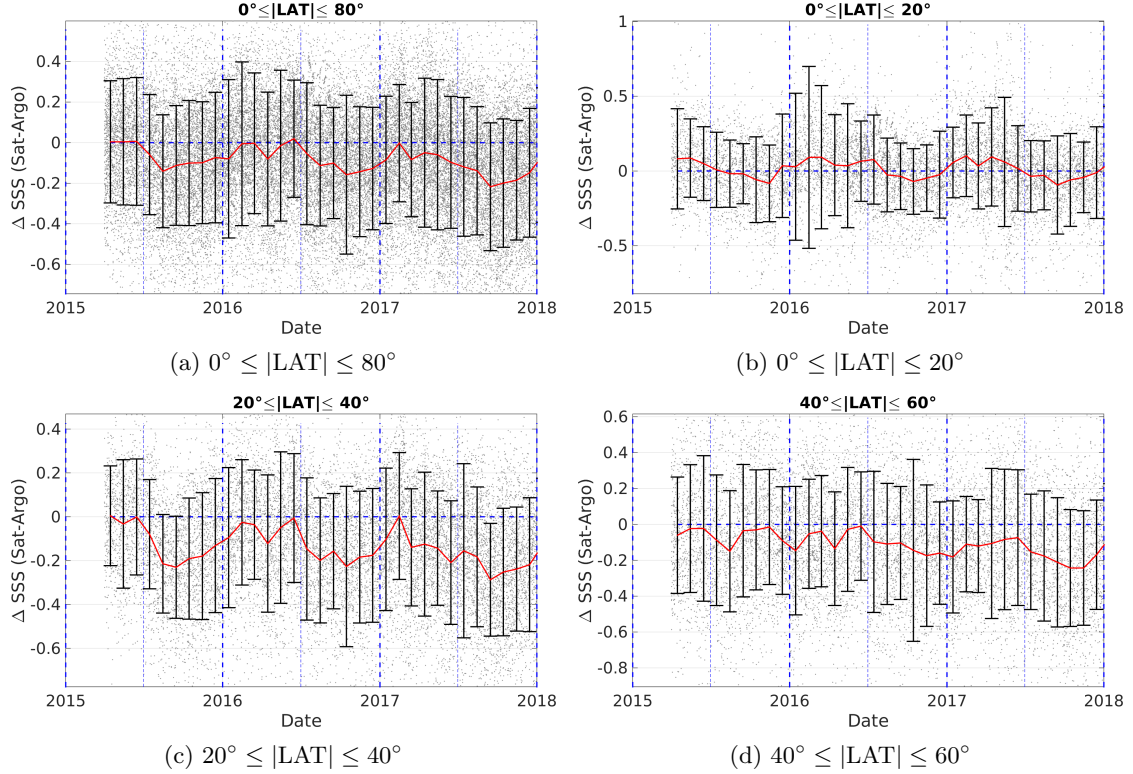 0°≤|LAT|≤ 80°
Δ SSS (Sat-Argo)
0.4
0.2
0
-0.2
-0.4
-0.6
2015
2016
2017
2018
Date
(a) 0° ≤ |LAT| ≤ 80°
0°≤|LAT|≤ 20°
Δ SSS (Sat-Argo)
1
0.5
0
-0.5
2015
2016
2017
2018
Date
(b) 0° ≤ |LAT| ≤ 20°
20°≤|LAT|≤ 40°
Δ SSS (Sat-Argo)
0.4
0.2
0
-0.2
-0.4
-0.6
2015
2016
2017
2018
Date
(c) 20° ≤ |LAT| ≤ 40°
40°≤|LAT|≤ 60°
Δ SSS (Sat-Argo)
0.6
0.4
0.2
0
-0.2
-0.4
-0.6
-0.8
2015
2016
2017
2018
Date
(d) 40° ≤ |LAT| ≤ 60°